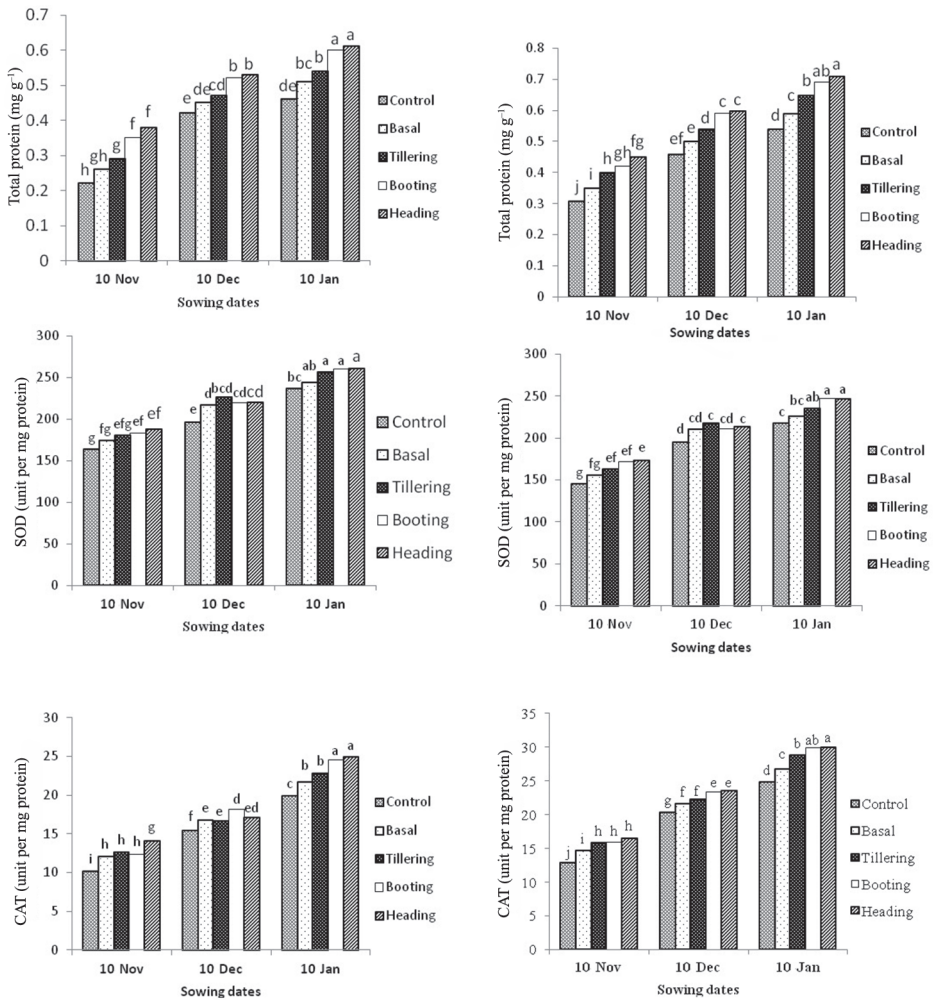 Total protein (mg g⁻¹)
0.7
0.6
0.5
0.4
0.3
0.2
0.1
0
h gh g f f
e de cd b b
de bc b a a
10 Nov 10 Dec 10 Jan
Sowing dates
Control
Basal
Tillering
Booting
Heading
Total protein (mg g⁻¹)
0.8
0.7
0.6
0.5
0.4
0.3
0.2
0.1
0
j i h gh fg
ef e d c c
d c b ab a
10 Nov 10 Dec 10 Jan
Sowing dates
Control
Basal
Tillering
Booting
Heading
SOD (unit per mg protein)
300
250
200
150
100
50
0
g fg efg ef ef
e d bcd cd cd
bc ab a a a
10 Nov 10 Dec 10 Jan
Sowing dates
Control
Basal
Tillering
Booting
Heading
SOD (unit per mg protein)
300
250
200
150
100
50
0
g fg ef ef e
d cd c cd c
c bc ab a a
10 Nov 10 Dec 10 Jan
Sowing dates
Control
Basal
Tillering
Booting
Heading
CAT (unit per mg protein)
30
25
20
15
10
5
0
i h h h g
f e e d ed
c b b a a
10 Nov 10 Dec 10 Jan
Sowing dates
Control
Basal
Tillering
Booting
Heading
CAT (unit per mg protein)
35
30
25
20
15
10
5
0
j i h h h
g f f e e
d c b ab a
10 Nov 10 Dec 10 Jan
Sowing dates
Control
Basal
Tillering
Booting
Heading